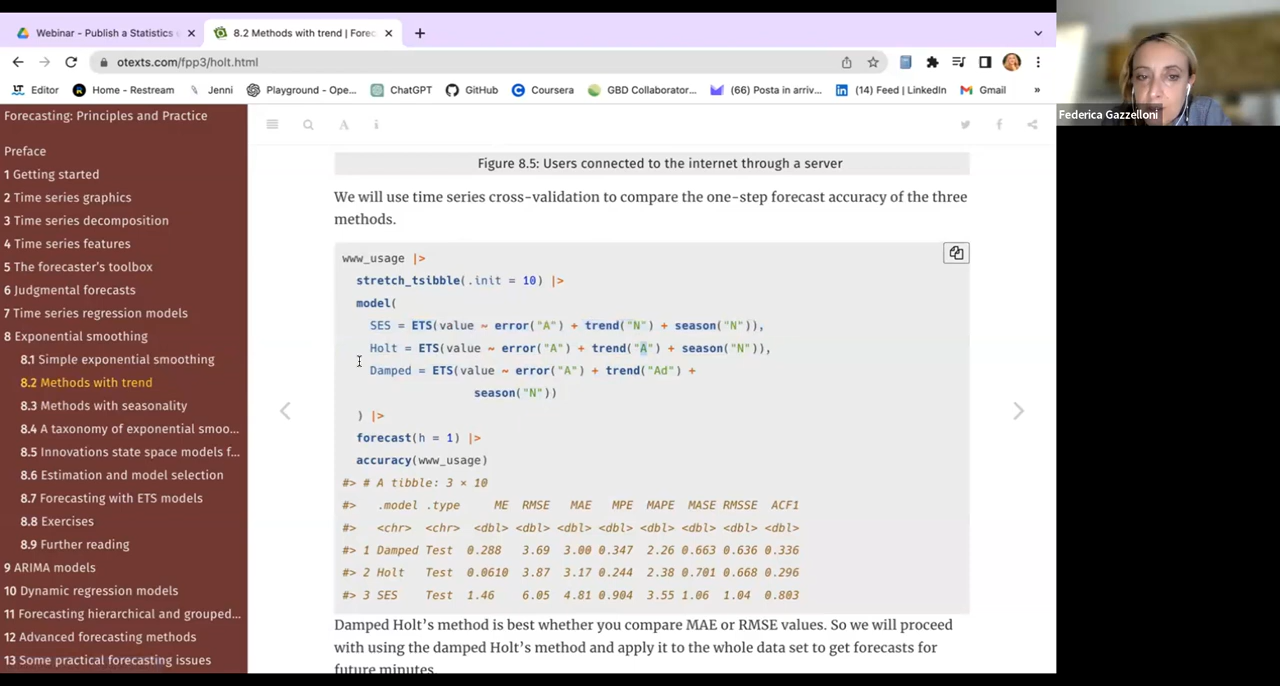 Webinar - Publish a Statistics
8.2 Methods with trend | Forec
otexts.com/fpp3/holt.html
Editor
Home - Restream
Jenni
Playground - Ope...
ChatGPT
GitHub
Coursera
GBD Collaborator...
(66) Posta in arriv...
(14) Feed | LinkedIn
Gmail
»
Federica Gazzelloni
Forecasting: Principles and Practice
Preface
1 Getting started
2 Time series graphics
3 Time series decomposition
4 Time series features
5 The forecaster's toolbox
6 Judgmental forecasts
7 Time series regression models
8 Exponential smoothing
8.1 Simple exponential smoothing
8.2 Methods with trend
8.3 Methods with seasonality
8.4 A taxonomy of exponential smoo...
8.5 Innovations state space models f...
8.6 Estimation and model selection
8.7 Forecasting with ETS models
8.8 Exercises
8.9 Further reading
9 ARIMA models
10 Dynamic regression models
11 Forecasting hierarchical and grouped...
12 Advanced forecasting methods
13 Some practical forecasting issues
Figure 8.5: Users connected to the internet through a server
We will use time series cross-validation to compare the one-step forecast accuracy of the three
methods.
www_usage |>
stretch_tsibble(.init = 10) |>
model(
SES = ETS(value ~ error("A") + trend("N") + season("N")),
Holt = ETS(value ~ error("A") + trend("A") + season("N")),
Damped = ETS(value ~ error("A") + trend("Ad") +
season("N"))
) |>
forecast(h = 1) |>
accuracy(www_usage)
#> # A tibble: 3 × 10
#> .model .type ME RMSE MAE MPE MAPE MASE RMSSE ACF1
#> <chr> <chr> <dbl> <dbl> <dbl> <dbl> <dbl> <dbl> <dbl> <dbl>
#> 1 Damped Test 0.288 3.69 3.00 0.347 2.26 0.663 0.636 0.336
#> 2 Holt Test 0.0610 3.87 3.17 0.244 2.38 0.701 0.668 0.296
#> 3 SES Test 1.46 6.05 4.81 0.904 3.55 1.06 1.04 0.803
Damped Holt's method is best whether you compare MAE or RMSE values. So we will proceed
with using the damped Holt's method and apply it to the whole data set to get forecasts for
future minutes.